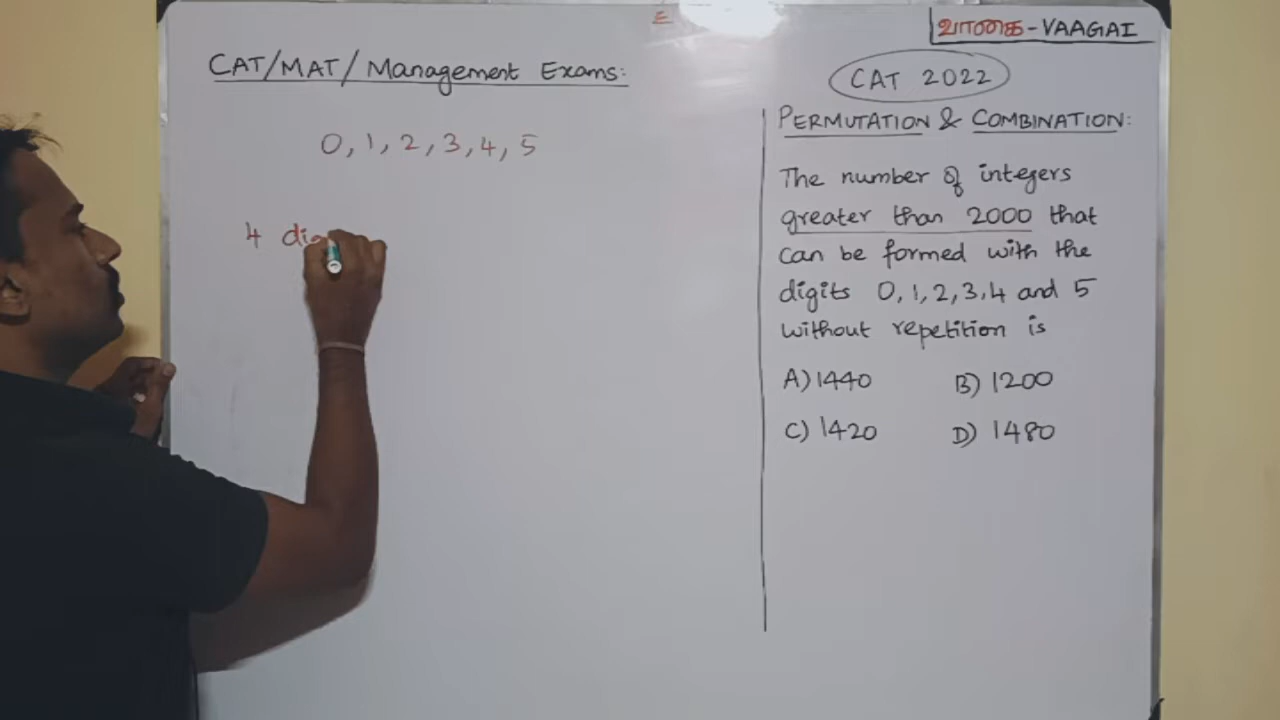 வாகை - VAAGAI
CAT/MAT/ Management Exams:
0, 1, 2, 3, 4, 5
4 dig
CAT 2022
PERMUTATION & COMBINATION:
The number of integers
greater than 2000 that
can be formed with the
digits 0, 1, 2, 3, 4 and 5
without repetition is
A) 1440 B) 1200
C) 1420 D) 1480